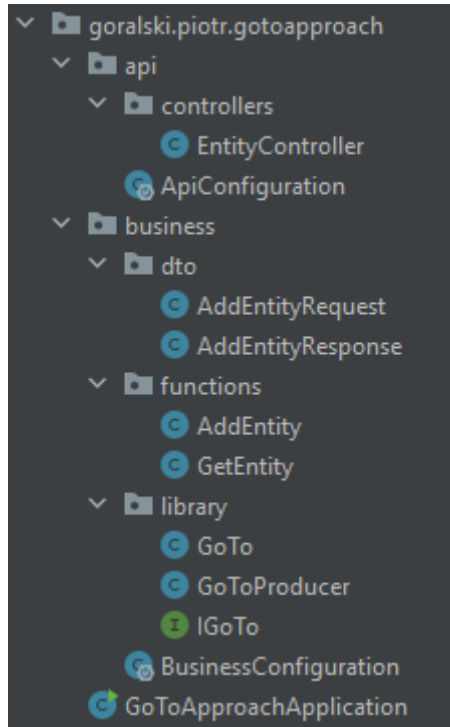 goralski.piotr.gotoapproach
api
controllers
EntityController
ApiConfiguration
business
dto
AddEntityRequest
AddEntityResponse
functions
AddEntity
GetEntity
library
GoTo
GoToProducer
IGoTo
BusinessConfiguration
GoToApproachApplication